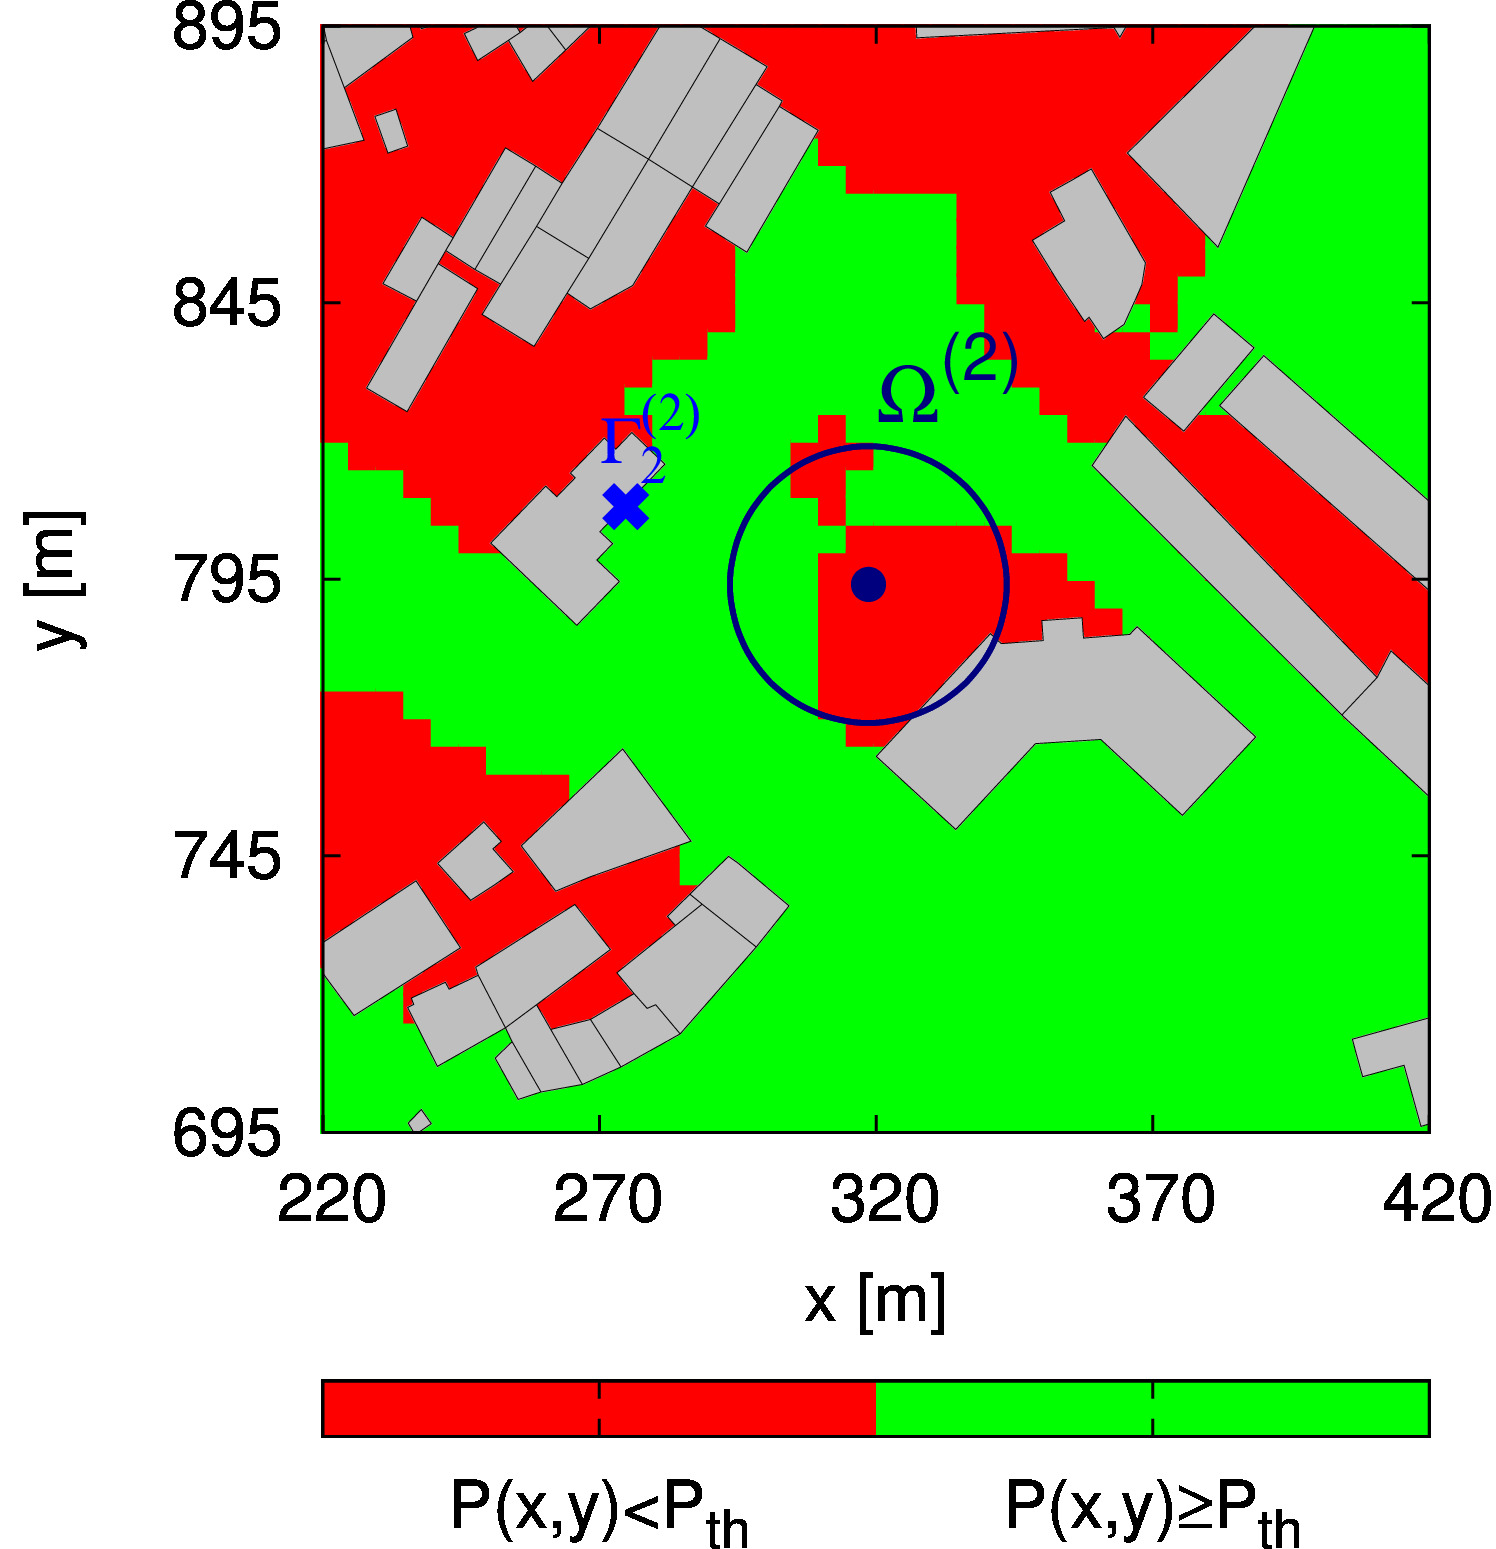 895
845
795
745
695
y [m]
Γ₂⁽²⁾
Ω⁽²⁾
220 270 320 370 420
x [m]
P(x,y)<Pth P(x,y)≥Pth